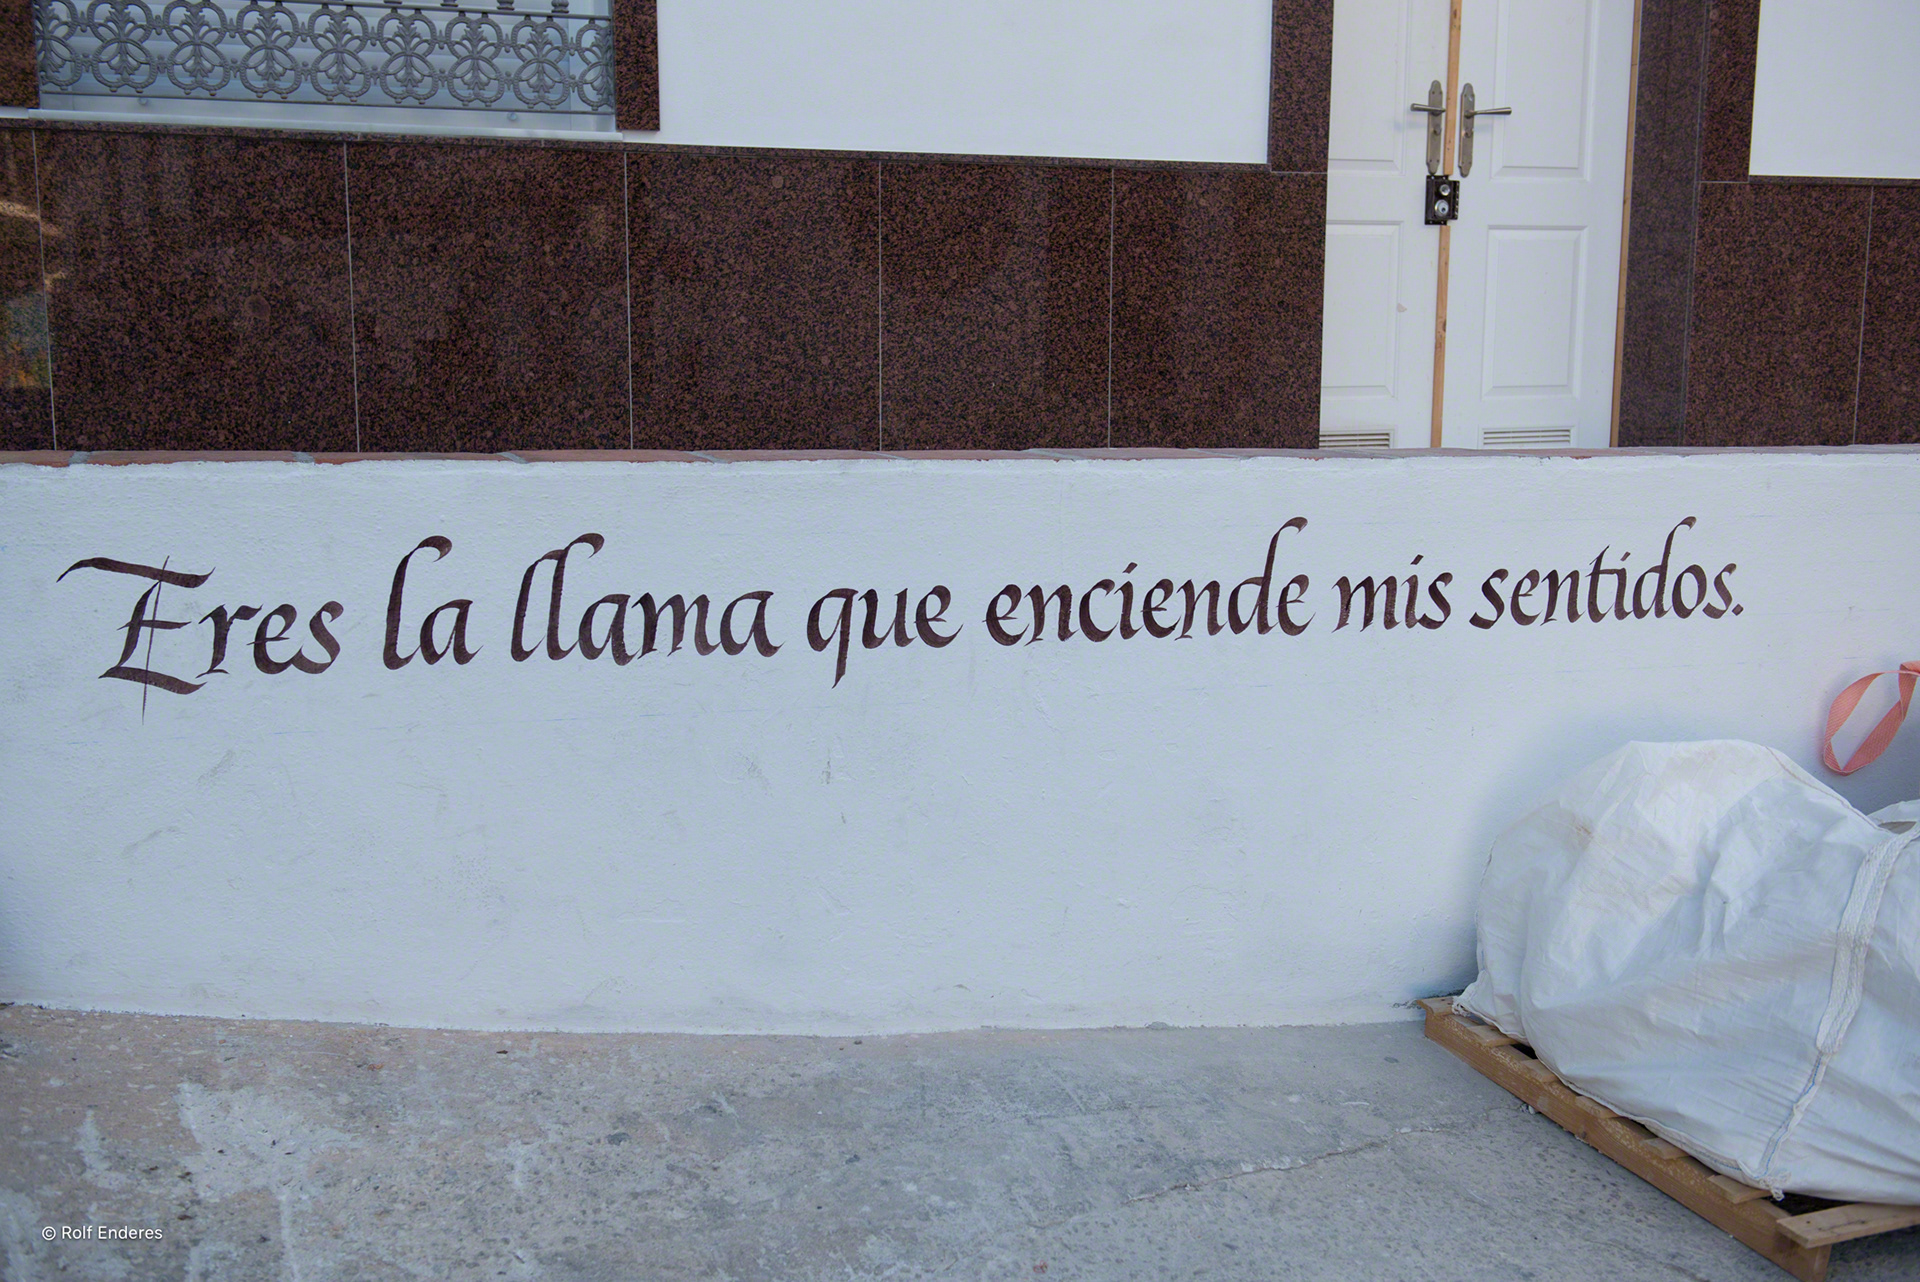 Eres la llama que enciende mis sentidos.
© Rolf Enderes